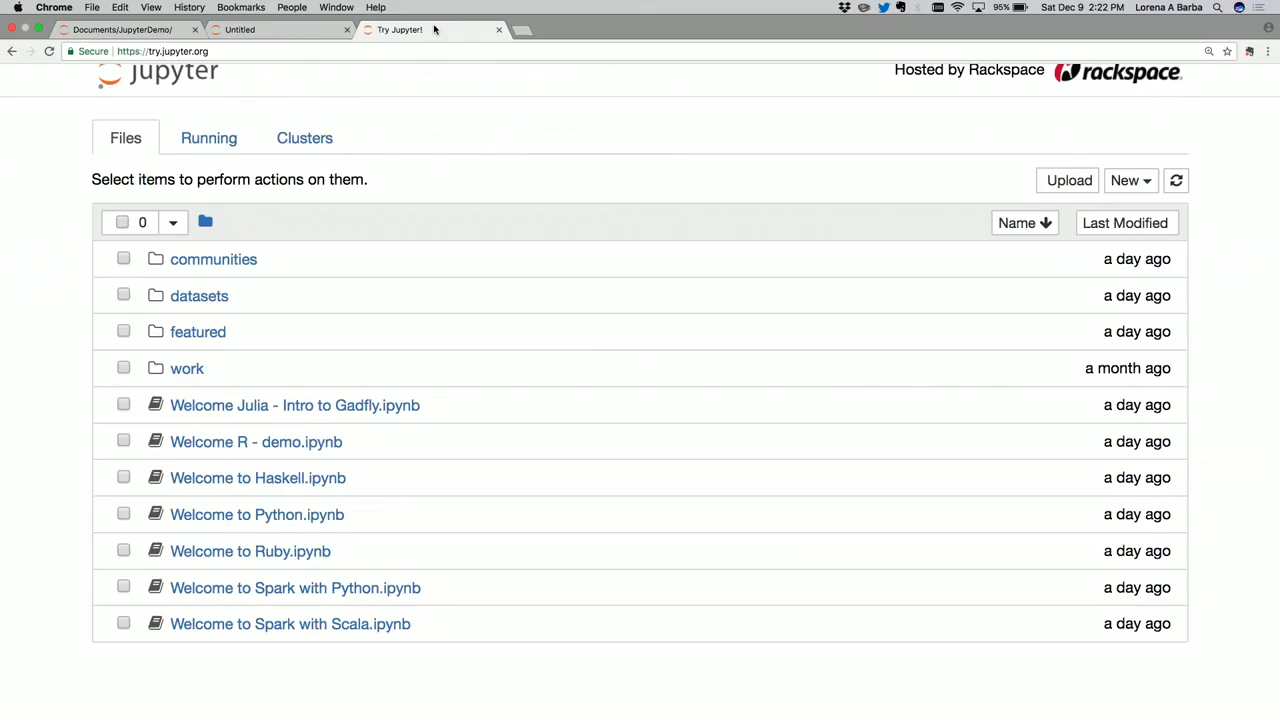 Chrome File Edit View History Bookmarks People Window Help 95% Sat Dec 9 2:22 PM Lorena A Barba
Documents/JupyterDemo/ Untitled Try Jupyter!
Secure https://try.jupyter.org
jupyter Hosted by Rackspace rackspace.
Files Running Clusters
Select items to perform actions on them. Upload New
0 Name Last Modified
communities a day ago
datasets a day ago
featured a day ago
work a month ago
Welcome Julia - Intro to Gadfly.ipynb a day ago
Welcome R - demo.ipynb a day ago
Welcome to Haskell.ipynb a day ago
Welcome to Python.ipynb a day ago
Welcome to Ruby.ipynb a day ago
Welcome to Spark with Python.ipynb a day ago
Welcome to Spark with Scala.ipynb a day ago